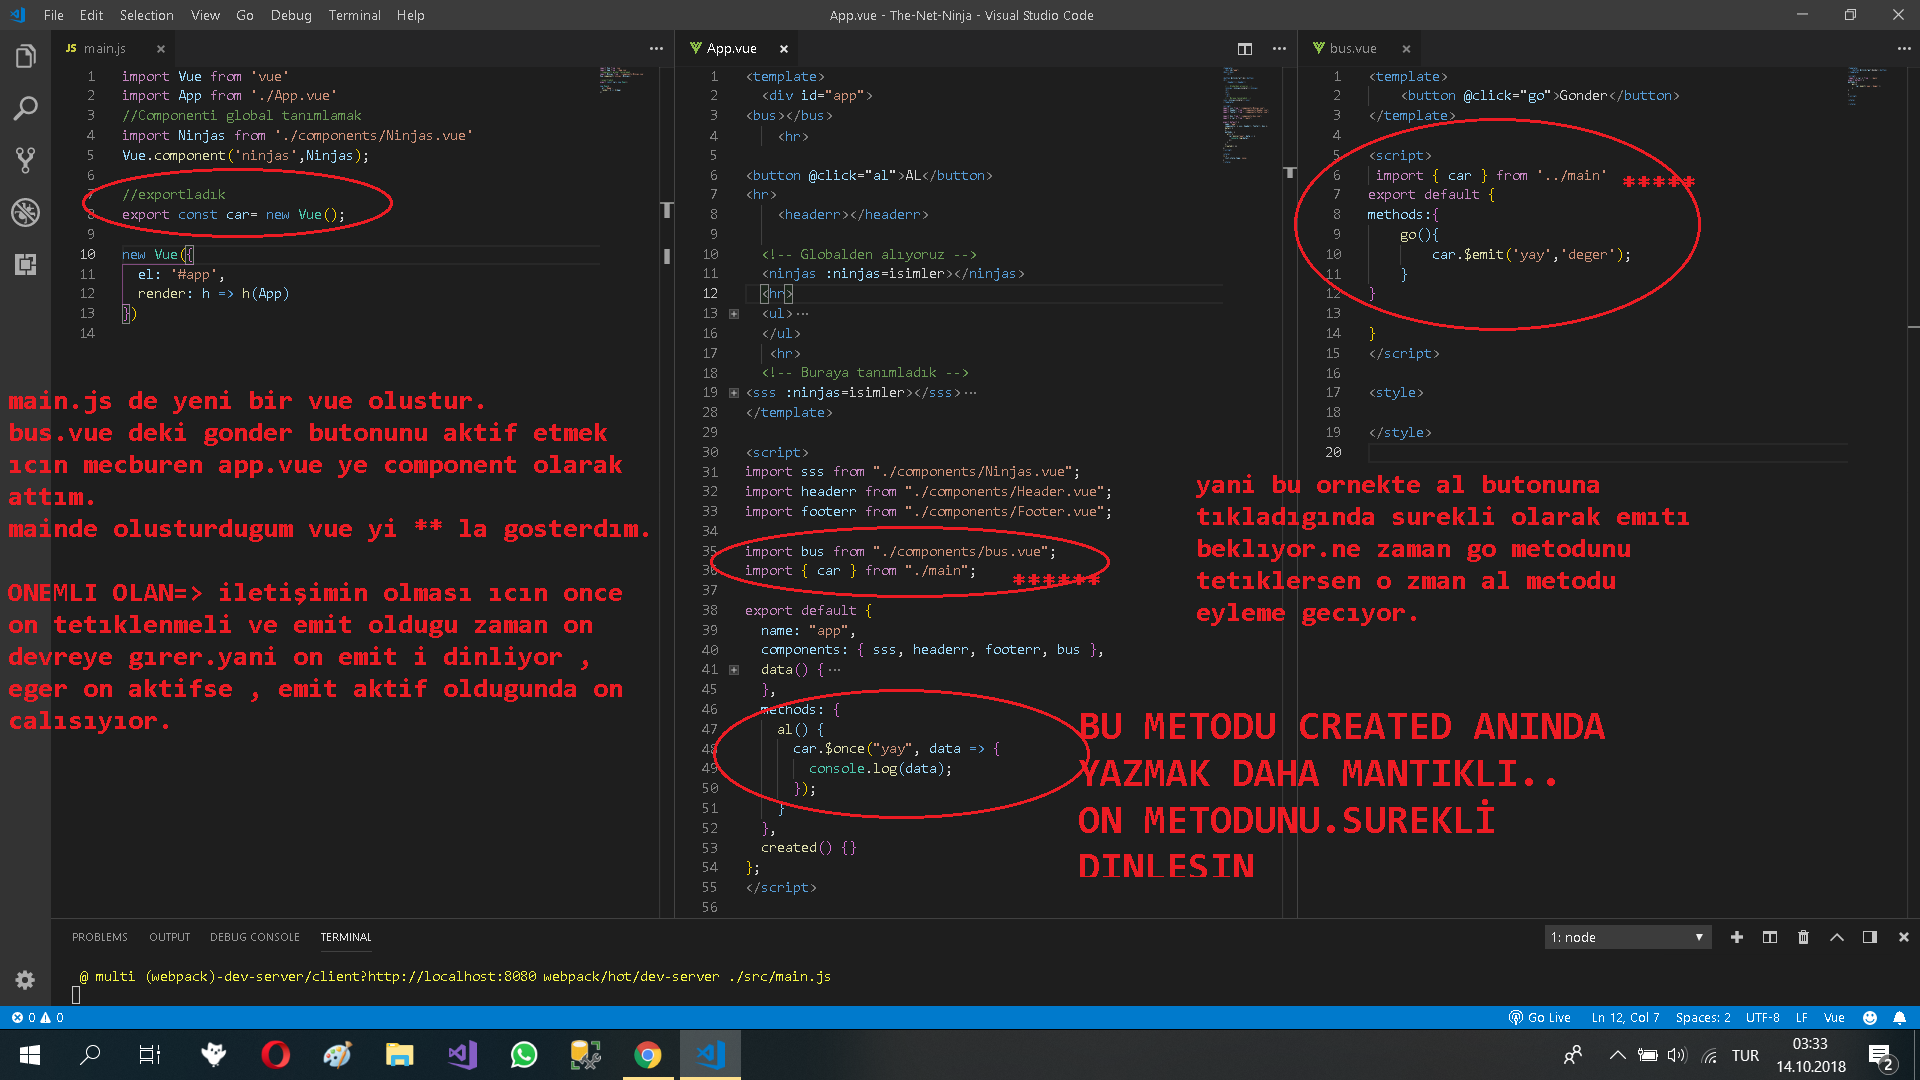 File Edit Selection View Go Debug Terminal Help
App.vue - The-Net-Ninja - Visual Studio Code
JS main.js
1 import Vue from 'vue'
2 import App from './App.vue'
3 //Componenti global tanımlamak
4 import Ninjas from './components/Ninjas.vue'
5 Vue.component('ninjas',Ninjas);
6
7 //exportladık
8 export const car= new Vue();
9
10 new Vue({
11 el: '#app',
12 render: h => h(App)
13 })
14
main.js de yeni bir vue olustur.
bus.vue deki gonder butonunu aktif etmek
ıcın mecburen app.vue ye component olarak
attım.
mainde olusturdugum vue yi ** la gosterdım.
ONEMLI OLAN=> iletişimin olması ıcın once
on tetıklenmeli ve emit oldugu zaman on
devreye gırer.yani on emit i dinliyor ,
eger on aktifse , emit aktif oldugunda on
calısıyıor.
App.vue
1 <template>
2 <div id="app">
3 <bus></bus>
4 <hr>
5
6 <button @click="al">AL</button>
7 <hr>
8 <headerr></headerr>
9
10 <!-- Globalden alıyoruz -->
11 <ninjas :ninjas=isimler></ninjas>
12 <hr>
13 <ul>...
16 </ul>
17 <hr>
18 <!-- Buraya tanımladık -->
19 <sss :ninjas=isimler></sss>...
28 </template>
29
30 <script>
31 import sss from "./components/Ninjas.vue";
32 import headerr from "./components/Header.vue";
33 import footerr from "./components/Footer.vue";
34
35 import bus from "./components/bus.vue";
36 import { car } from "./main"; ******
37
38 export default {
39 name: "app",
40 components: { sss, headerr, footerr, bus },
41 data() {...
45 },
46 methods: {
47 al() {
48 car.$once("yay", data => {
49 console.log(data);
50 });
51 }
52 },
53 created() {}
54 };
55 </script>
56
BU METODU CREATED ANINDA
YAZMAK DAHA MANTIKLI..
ON METODUNU.SUREKLİ
DINLESIN
bus.vue
1 <template>
2 <button @click="go">Gonder</button>
3 </template>
4
5 <script>
6 import { car } from '../main' *****
7 export default {
8 methods:{
9 go(){
10 car.$emit('yay','deger');
11 }
12 }
13
14 }
15 </script>
16
17 <style>
18
19 </style>
20
yani bu ornekte al butonuna
tıkladıgında surekli olarak emıtı
beklıyor.ne zaman go metodunu
tetıklersen o zman al metodu
eyleme gecıyor.
PROBLEMS OUTPUT DEBUG CONSOLE TERMINAL
1: node
@ multi (webpack)-dev-server/client?http://localhost:8080 webpack/hot/dev-server ./src/main.js
0 0
Go Live Ln 12, Col 7 Spaces: 2 UTF-8 LF Vue
TUR
03:33
14.10.2018
2